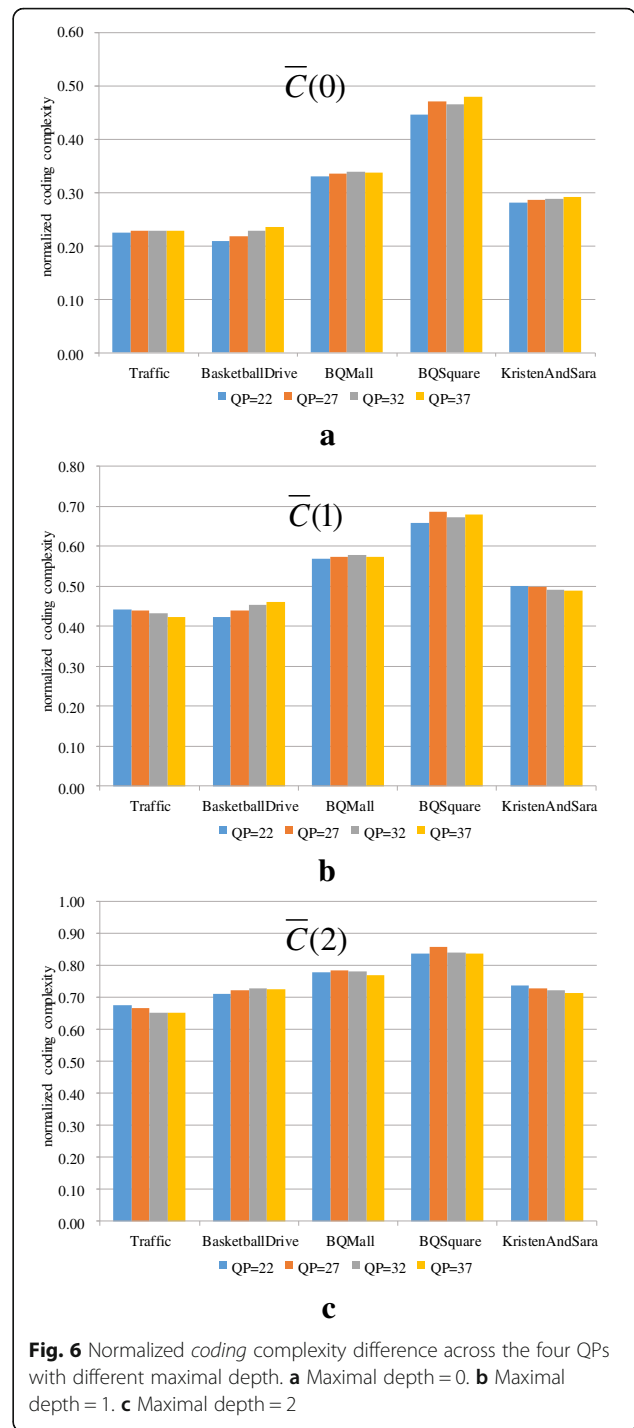 0.60
0.50
0.40
0.30
0.20
0.10
0.00
normalized coding complexity
C̅(0)
Traffic BasketballDrive BQMall BQSquare KristenAndSara
QP=22 QP=27 QP=32 QP=37
a
0.80
0.70
0.60
0.50
0.40
0.30
0.20
0.10
0.00
normalized coding complexity
C̅(1)
Traffic BasketballDrive BQMall BQSquare KristenAndSara
QP=22 QP=27 QP=32 QP=37
b
1.00
0.90
0.80
0.70
0.60
0.50
0.40
0.30
0.20
0.10
0.00
normalized coding complexity
C̅(2)
Traffic BasketballDrive BQMall BQSquare KristenAndSara
QP=22 QP=27 QP=32 QP=37
c
Fig. 6 Normalized coding complexity difference across the four QPs
with different maximal depth. a Maximal depth = 0. b Maximal
depth = 1. c Maximal depth = 2